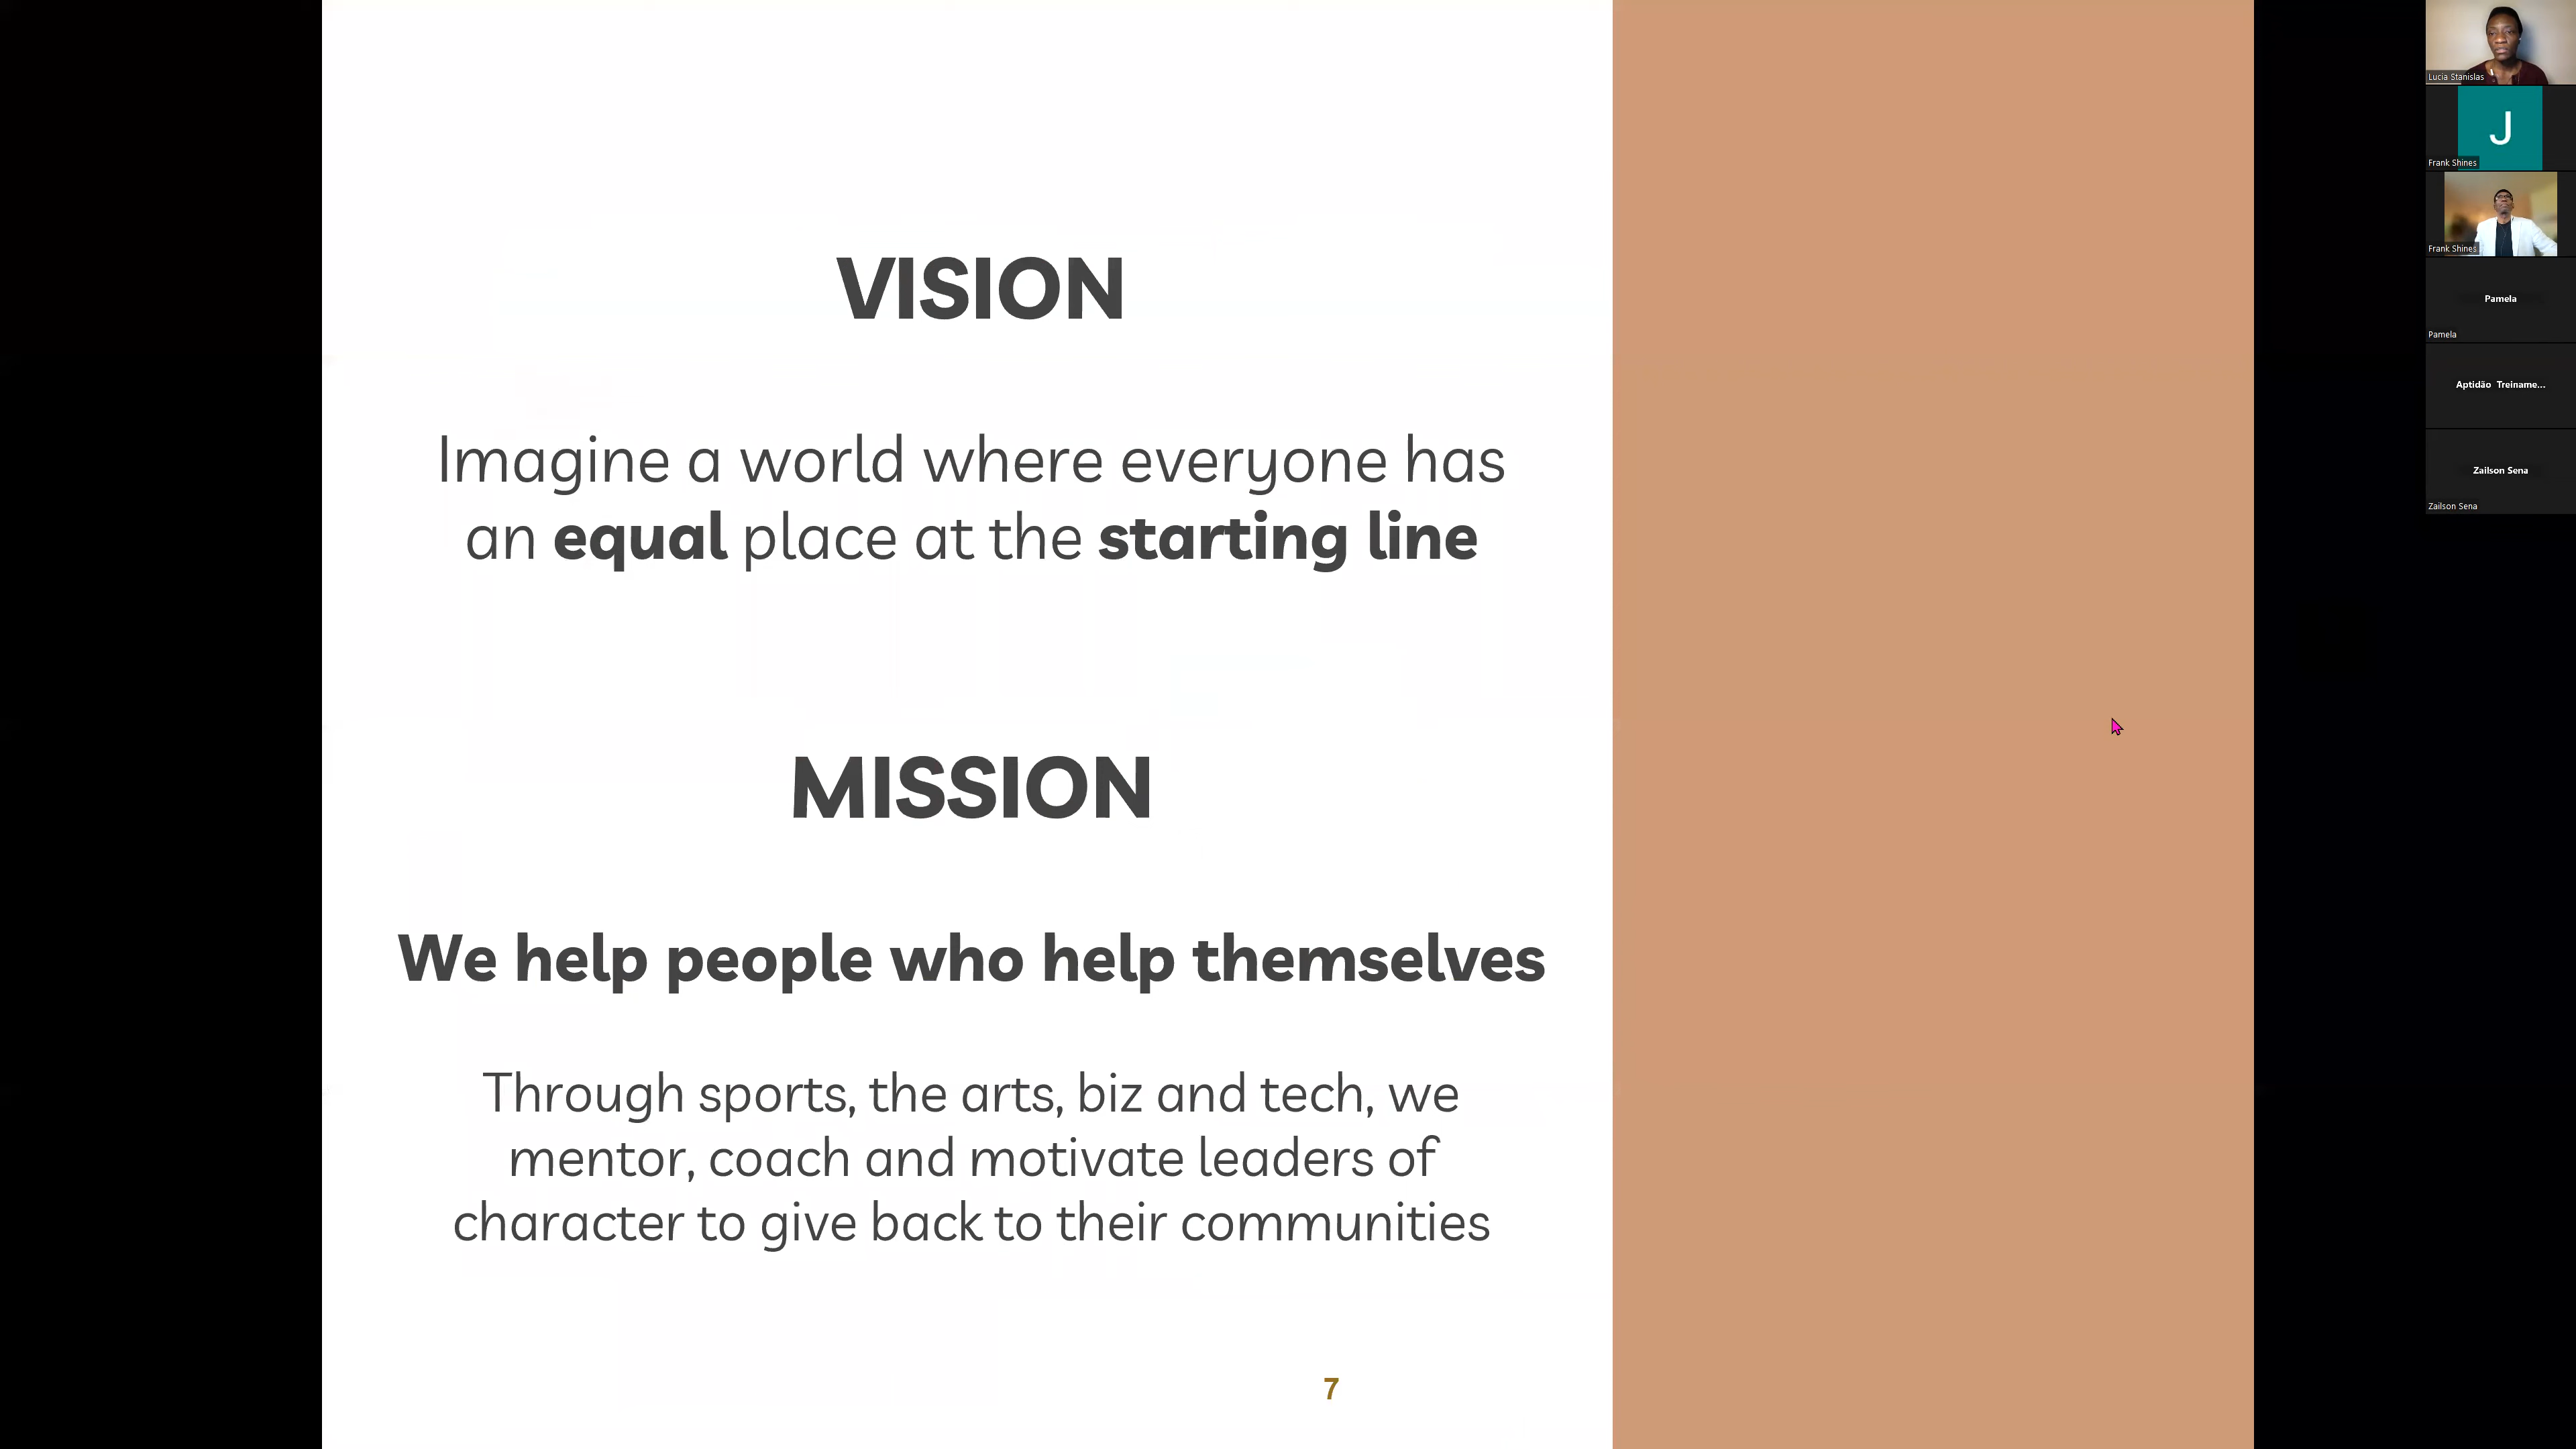 VISION
Imagine a world where everyone has
an equal place at the starting line
MISSION
We help people who help themselves
Through sports, the arts, biz and tech, we
mentor, coach and motivate leaders of
character to give back to their communities
7
Lucia Stanislas
J
Frank Shines
Frank Shines
Pamela
Pamela
Aptidão Treiname...
Zailson Sena
Zailson Sena